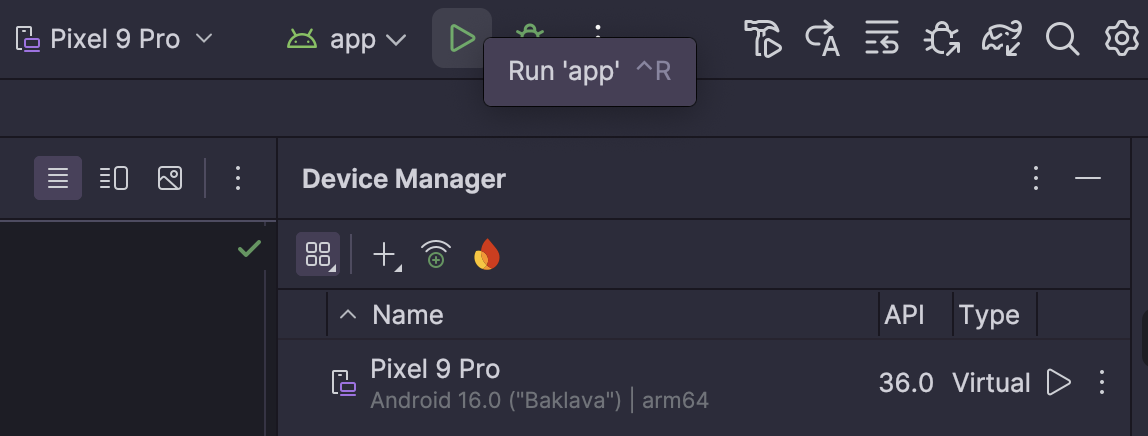 Pixel 9 Pro
app
Run 'app' ^R
Device Manager
Name API Type
Pixel 9 Pro
Android 16.0 ("Baklava") | arm64
36.0 Virtual